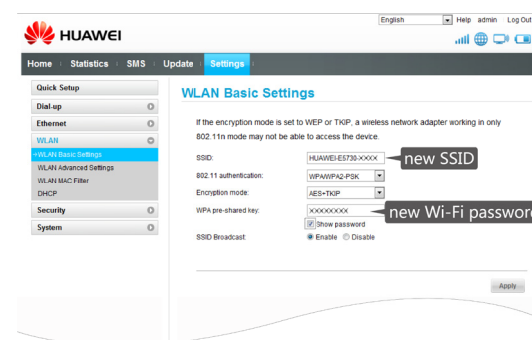 English Help admin Log Out
HUAWEI
Home Statistics SMS Update Settings
Quick Setup
Dial-up
Ethernet
WLAN
WLAN Basic Settings
WLAN Advanced Settings
WLAN MAC Filter
DHCP
Security
System
WLAN Basic Settings
If the encryption mode is set to WEP or TKIP, a wireless network adapter working in only
802.11n mode may not be able to access the device.
SSID: HUAWEI-E5730-XXXX new SSID
802.11 authentication: WPA/WPA2-PSK
Encryption mode: AES+TKIP
WPA pre-shared key: XXXXXXXX new Wi-Fi password
Show password
SSID Broadcast: Enable Disable
Apply